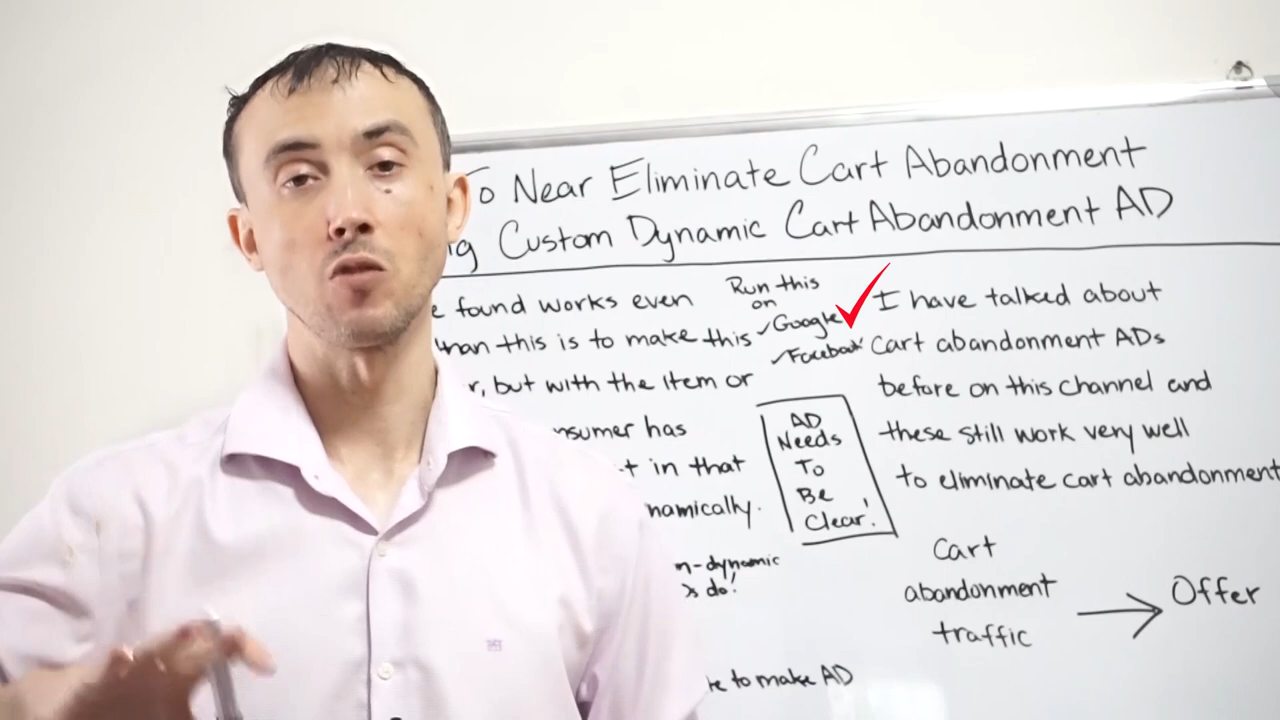 To Near Eliminate Cart Abandonment
Custom Dynamic Cart Abandonment AD
found works even
than this is to make this
, but with the item or
has
t in that
namically.
n-dynamic
do!
to make AD
Run this
on
✓Google
✓Facebook
AD
Needs
To
Be
Clear!
I have talked about
Cart abandonment ADs
before on this channel and
these still work very well
to eliminate cart abandonment
Cart
abandonment
traffic
→ Offer